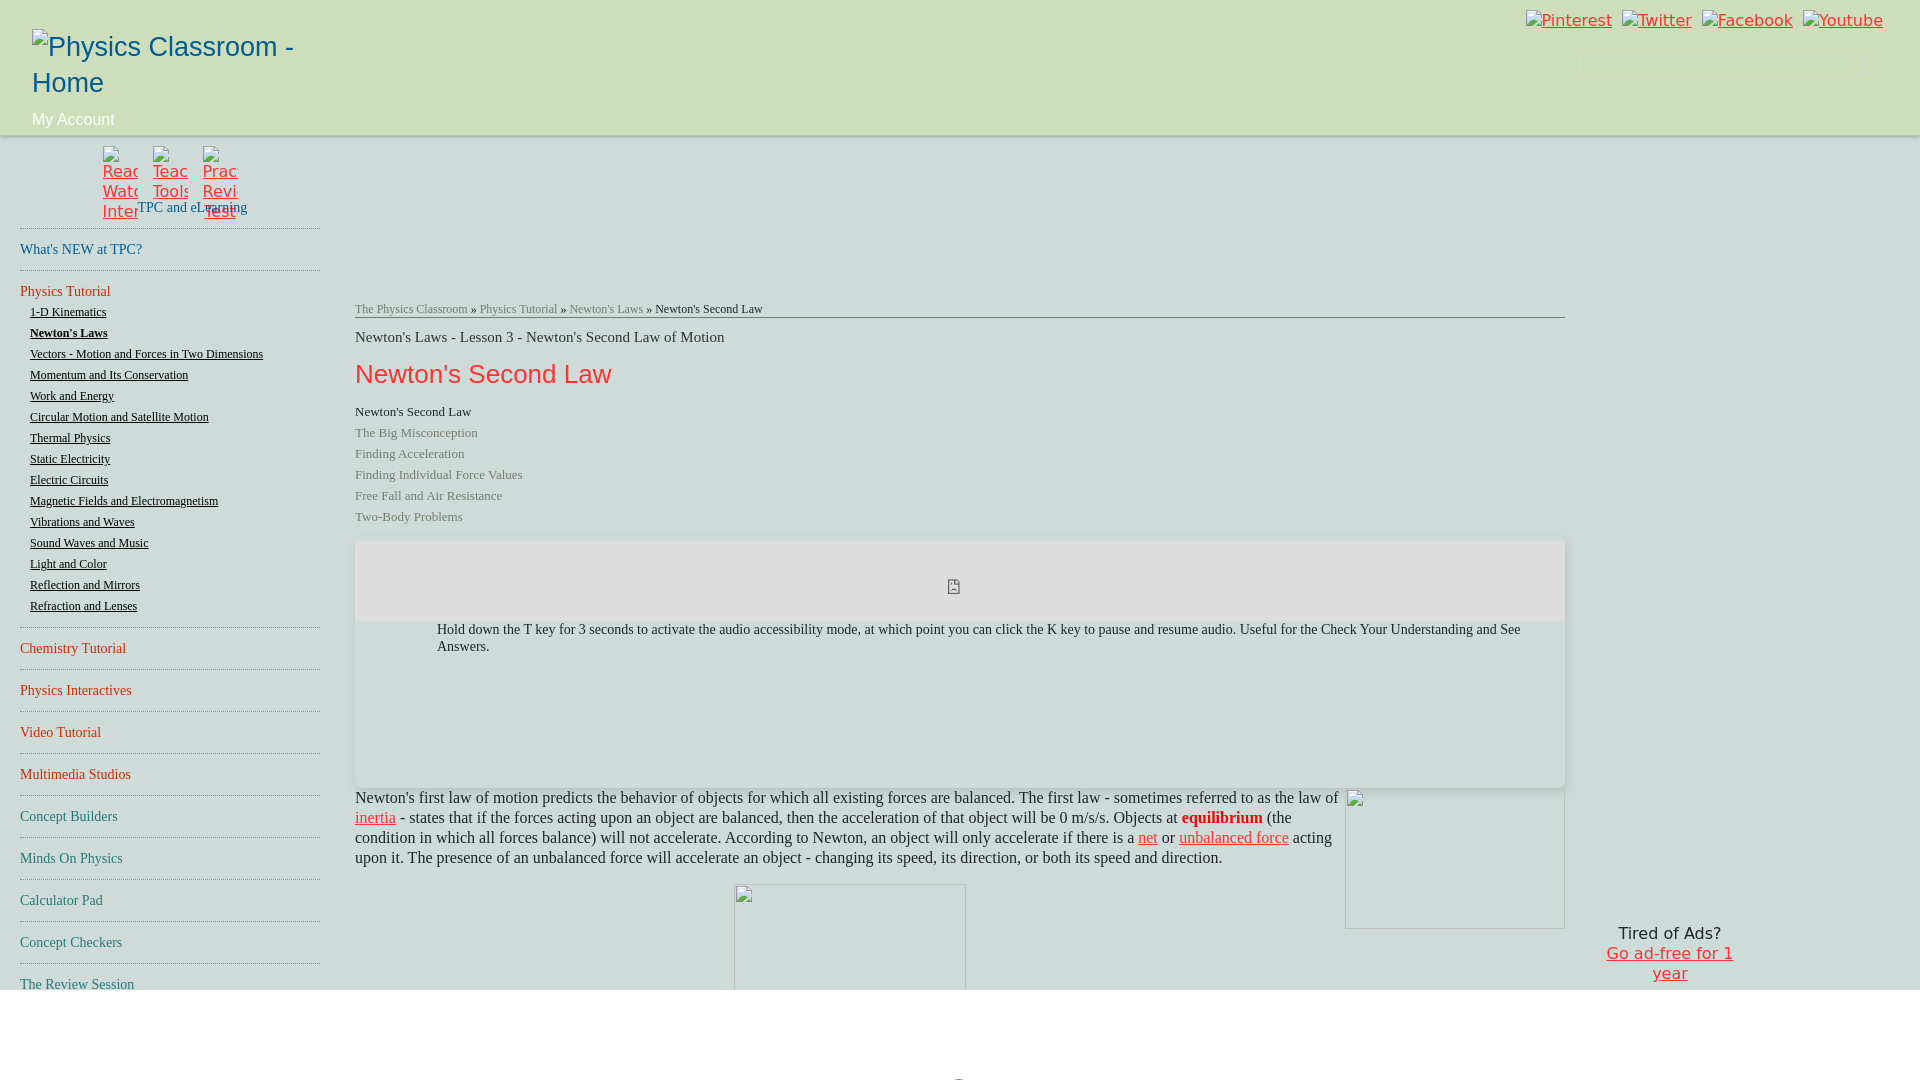 Pinterest Twitter Facebook Youtube
Physics Classroom -
Home
My Account
Read
Teac
Tools
Practi
Revi
Test
TPC and eLearning
What's NEW at TPC?
Physics Tutorial
1-D Kinematics
Newton's Laws
Vectors - Motion and Forces in Two Dimensions
Momentum and Its Conservation
Work and Energy
Circular Motion and Satellite Motion
Thermal Physics
Static Electricity
Electric Circuits
Magnetic Fields and Electromagnetism
Vibrations and Waves
Sound Waves and Music
Light and Color
Reflection and Mirrors
Refraction and Lenses
Chemistry Tutorial
Physics Interactives
Video Tutorial
Multimedia Studios
Concept Builders
Minds On Physics
Calculator Pad
Concept Checkers
The Review Session
The Physics Classroom » Physics Tutorial » Newton's Laws » Newton's Second Law
Newton's Laws - Lesson 3 - Newton's Second Law of Motion
Newton's Second Law
Newton's Second Law
The Big Misconception
Finding Acceleration
Finding Individual Force Values
Free Fall and Air Resistance
Two-Body Problems
Hold down the T key for 3 seconds to activate the audio accessibility mode, at which point you can click the K key to pause and resume audio. Useful for the Check Your Understanding and See
Answers.
Newton's first law of motion predicts the behavior of objects for which all existing forces are balanced. The first law - sometimes referred to as the law of
inertia - states that if the forces acting upon an object are balanced, then the acceleration of that object will be 0 m/s/s. Objects at equilibrium (the
condition in which all forces balance) will not accelerate. According to Newton, an object will only accelerate if there is a net or unbalanced force acting
upon it. The presence of an unbalanced force will accelerate an object - changing its speed, its direction, or both its speed and direction.
Tired of Ads?
Go ad-free for 1
year